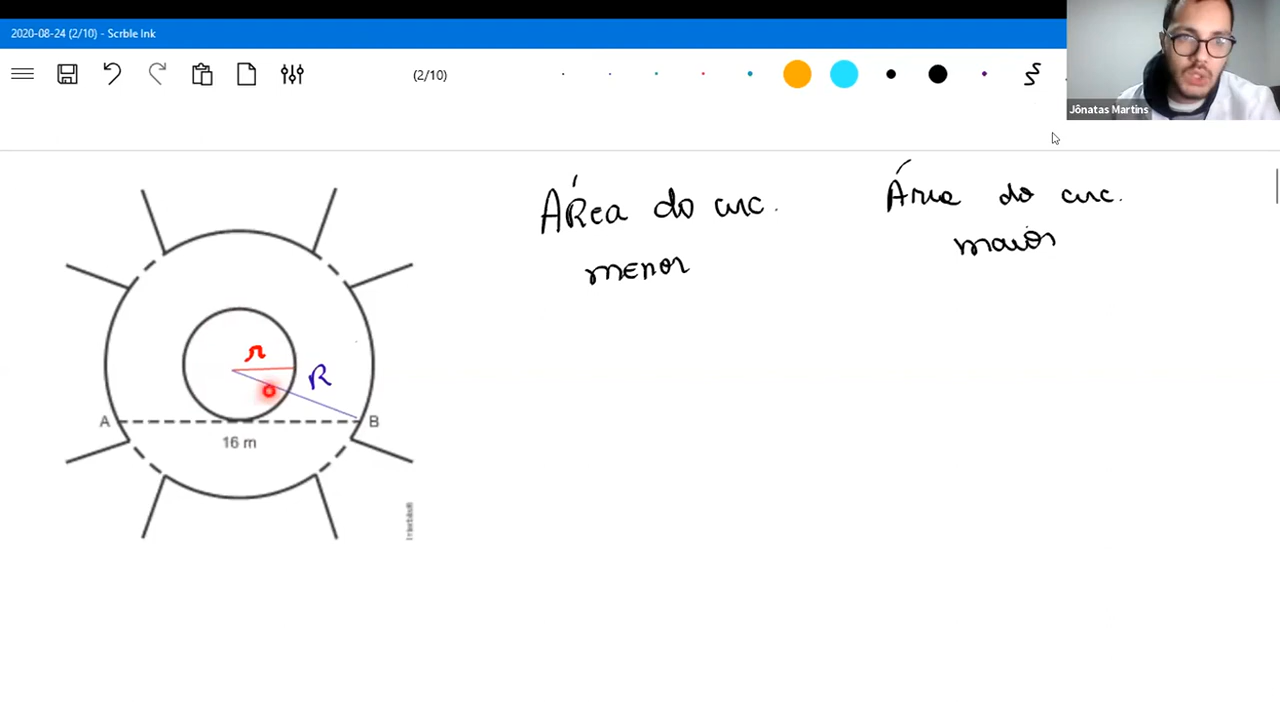 2020-08-24 (2/10) - Scrble Ink
(2/10)
Jônatas Martins
ÁRea do circ.
menor
Área do circ.
maior
r
R
A
B
16 m